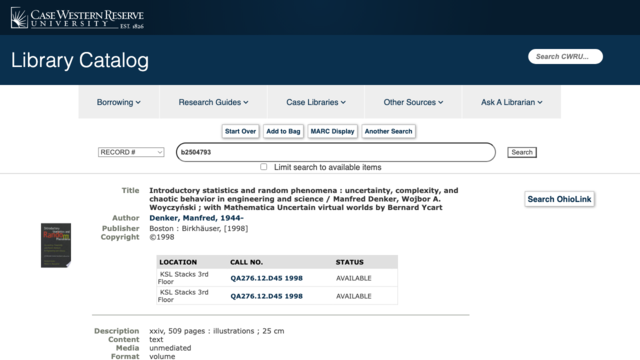 CASE WESTERN RESERVE
UNIVERSITY EST. 1826
Library Catalog
Search CWRU...
Borrowing
Research Guides
Case Libraries
Other Sources
Ask A Librarian
Start Over
Add to Bag
MARC Display
Another Search
RECORD #
b2504793
Search
Limit search to available items
Title Introductory statistics and random phenomena : uncertainty, complexity, and
chaotic behavior in engineering and science / Manfred Denker, Wojbor A.
Woyczyński ; with Mathematica Uncertain virtual worlds by Bernard Ycart
Search OhioLink
Author Denker, Manfred, 1944-
Publisher Boston : Birkhäuser, [1998]
Copyright ©1998
LOCATION CALL NO. STATUS
KSL Stacks 3rd
Floor
QA276.12.D45 1998 AVAILABLE
KSL Stacks 3rd
Floor
QA276.12.D45 1998 AVAILABLE
Description xxiv, 509 pages : illustrations ; 25 cm
Content text
Media unmediated
Format volume